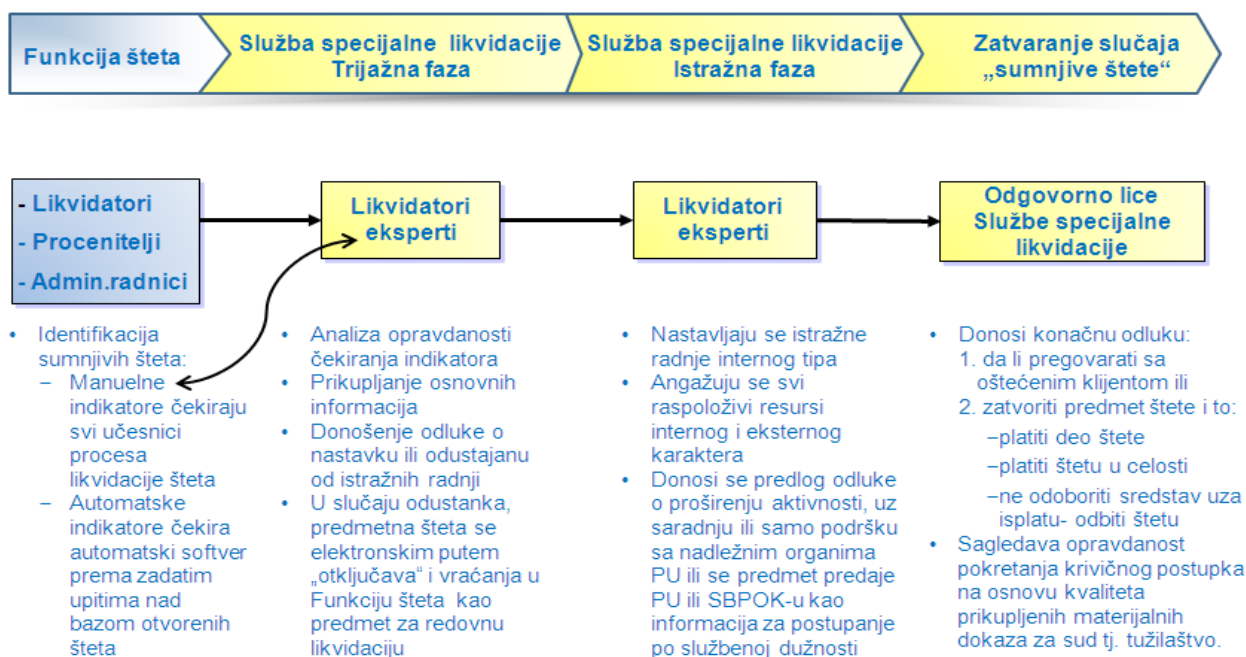 Funkcija šteta
Služba specijalne likvidacije
Trijažna faza
Služba specijalne likvidacije
Istražna faza
Zatvaranje slučaja
„sumnjive štete“
- Likvidatori
- Procenitelji
- Admin.radnici
Likvidatori
eksperti
Likvidatori
eksperti
Odgovorno lice
Službe specijalne
likvidacije
• Identifikacija
sumnjivih šteta:
– Manuelne
indikatore čekiraju
svi učesnici
procesa
likvidacije šteta
– Automatske
indikatore čekira
automatski softver
prema zadatim
upitima nad
bazom otvorenih
šteta
• Analiza opravdanosti
čekiranja indikatora
• Prikupljanje osnovnih
informacija
• Donošenje odluke o
nastavku ili odustajanu
od istražnih radnji
• U slučaju odustanka,
predmetna šteta se
elektronskim putem
„otključava“ i vraćanja u
Funkciju šteta kao
predmet za redovnu
likvidaciju
• Nastavljaju se istražne
radnje internog tipa
• Angažuju se svi
raspoloživi resursi
internog i eksternog
karaktera
• Donosi se predlog odluke
o proširenju aktivnosti, uz
saradnju ili samo podršku
sa nadležnim organima
PU ili se predmet predaje
PU ili SBPOK-u kao
informacija za postupanje
po službenoj dužnosti
• Donosi konačnu odluku:
1. da li pregovarati sa
oštećenim klijentom ili
2. zatvoriti predmet štete i to:
–platiti deo štete
–platiti štetu u celosti
–ne odoboriti sredstav uza
isplatu- odbiti štetu
• Sagledava opravdanost
pokretanja krivičnog postupka
na osnovu kvaliteta
prikupljenih materijalnih
dokaza za sud tj. tužilaštvo.